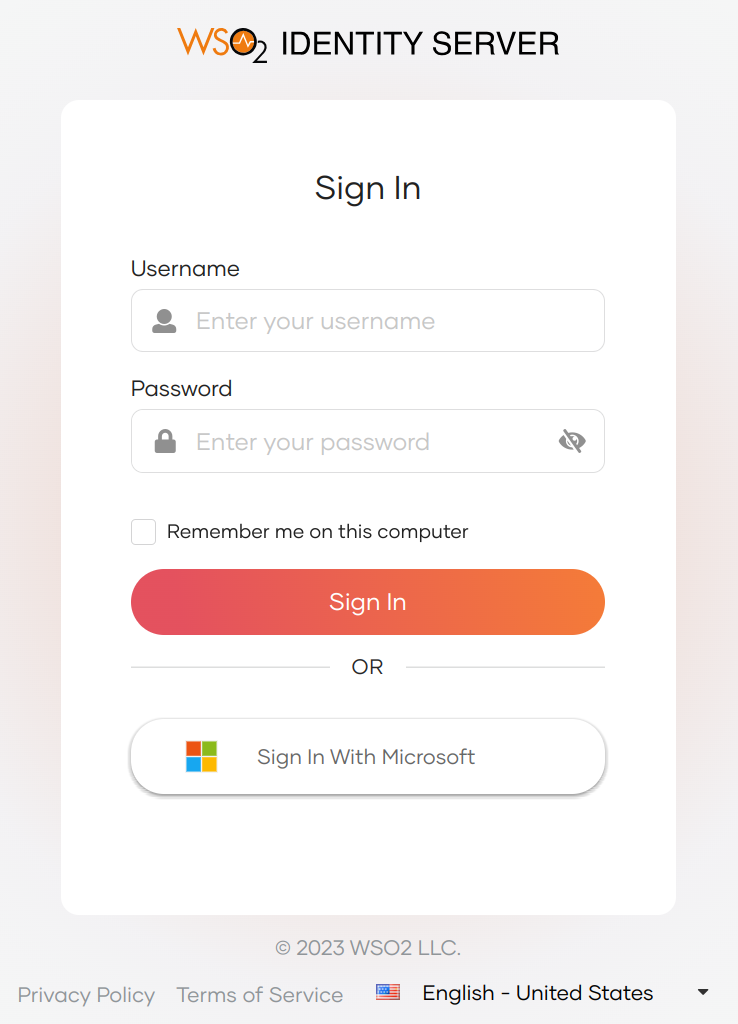 WSO2 IDENTITY SERVER
Sign In
Username
Enter your username
Password
Enter your password
Remember me on this computer
Sign In
OR
Sign In With Microsoft
© 2023 WSO2 LLC.
Privacy Policy Terms of Service English - United States